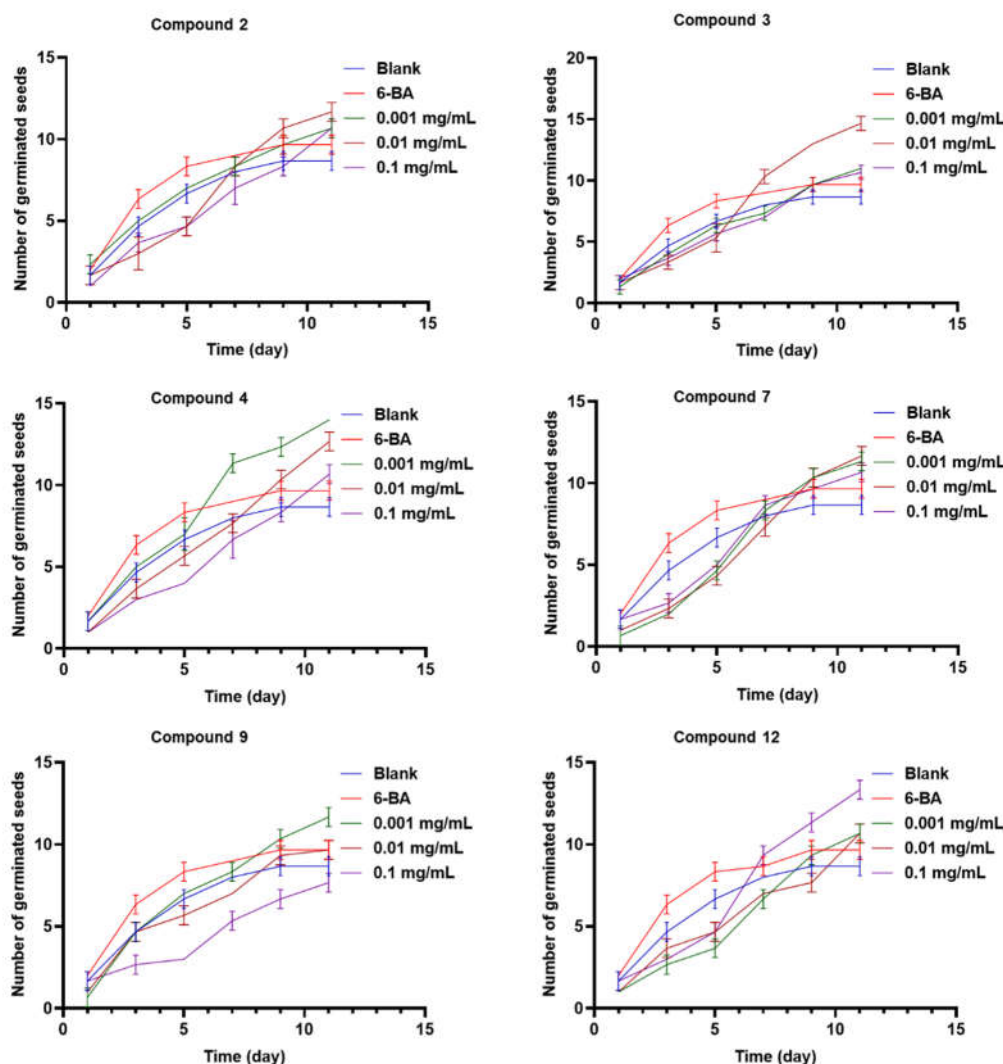 Compound 2
Number of germinated seeds
15
10
5
0
0
5
10
15
Time (day)
Blank
6-BA
0.001 mg/mL
0.01 mg/mL
0.1 mg/mL
Compound 3
Number of germinated seeds
20
15
10
5
0
0
5
10
15
Time (day)
Blank
6-BA
0.001 mg/mL
0.01 mg/mL
0.1 mg/mL
Compound 4
Number of germinated seeds
15
10
5
0
0
5
10
15
Time (day)
Blank
6-BA
0.001 mg/mL
0.01 mg/mL
0.1 mg/mL
Compound 7
Number of germinated seeds
15
10
5
0
0
5
10
15
Time (day)
Blank
6-BA
0.001 mg/mL
0.01 mg/mL
0.1 mg/mL
Compound 9
Number of germinated seeds
15
10
5
0
0
5
10
15
Time (day)
Blank
6-BA
0.001 mg/mL
0.01 mg/mL
0.1 mg/mL
Compound 12
Number of germinated seeds
15
10
5
0
0
5
10
15
Time (day)
Blank
6-BA
0.001 mg/mL
0.01 mg/mL
0.1 mg/mL